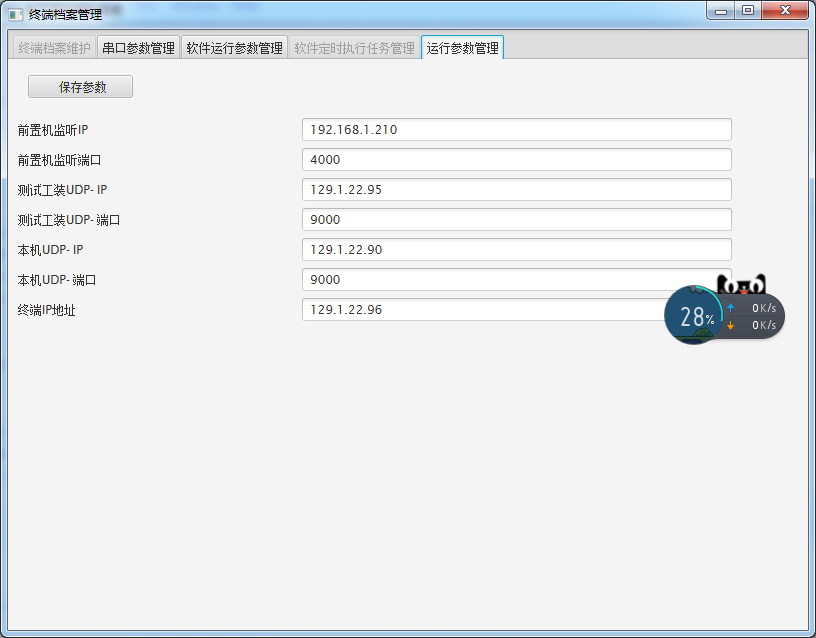 终端档案管理
终端档案维护 串口参数管理 软件运行参数管理 软件定时执行任务管理 运行参数管理
保存参数
前置机监听IP 192.168.1.210
前置机监听端口 4000
测试工装UDP- IP 129.1.22.95
测试工装UDP- 端口 9000
本机UDP- IP 129.1.22.90
本机UDP- 端口 9000
终端IP地址 129.1.22.96
28%
↑ 0K/s
↓ 0K/s